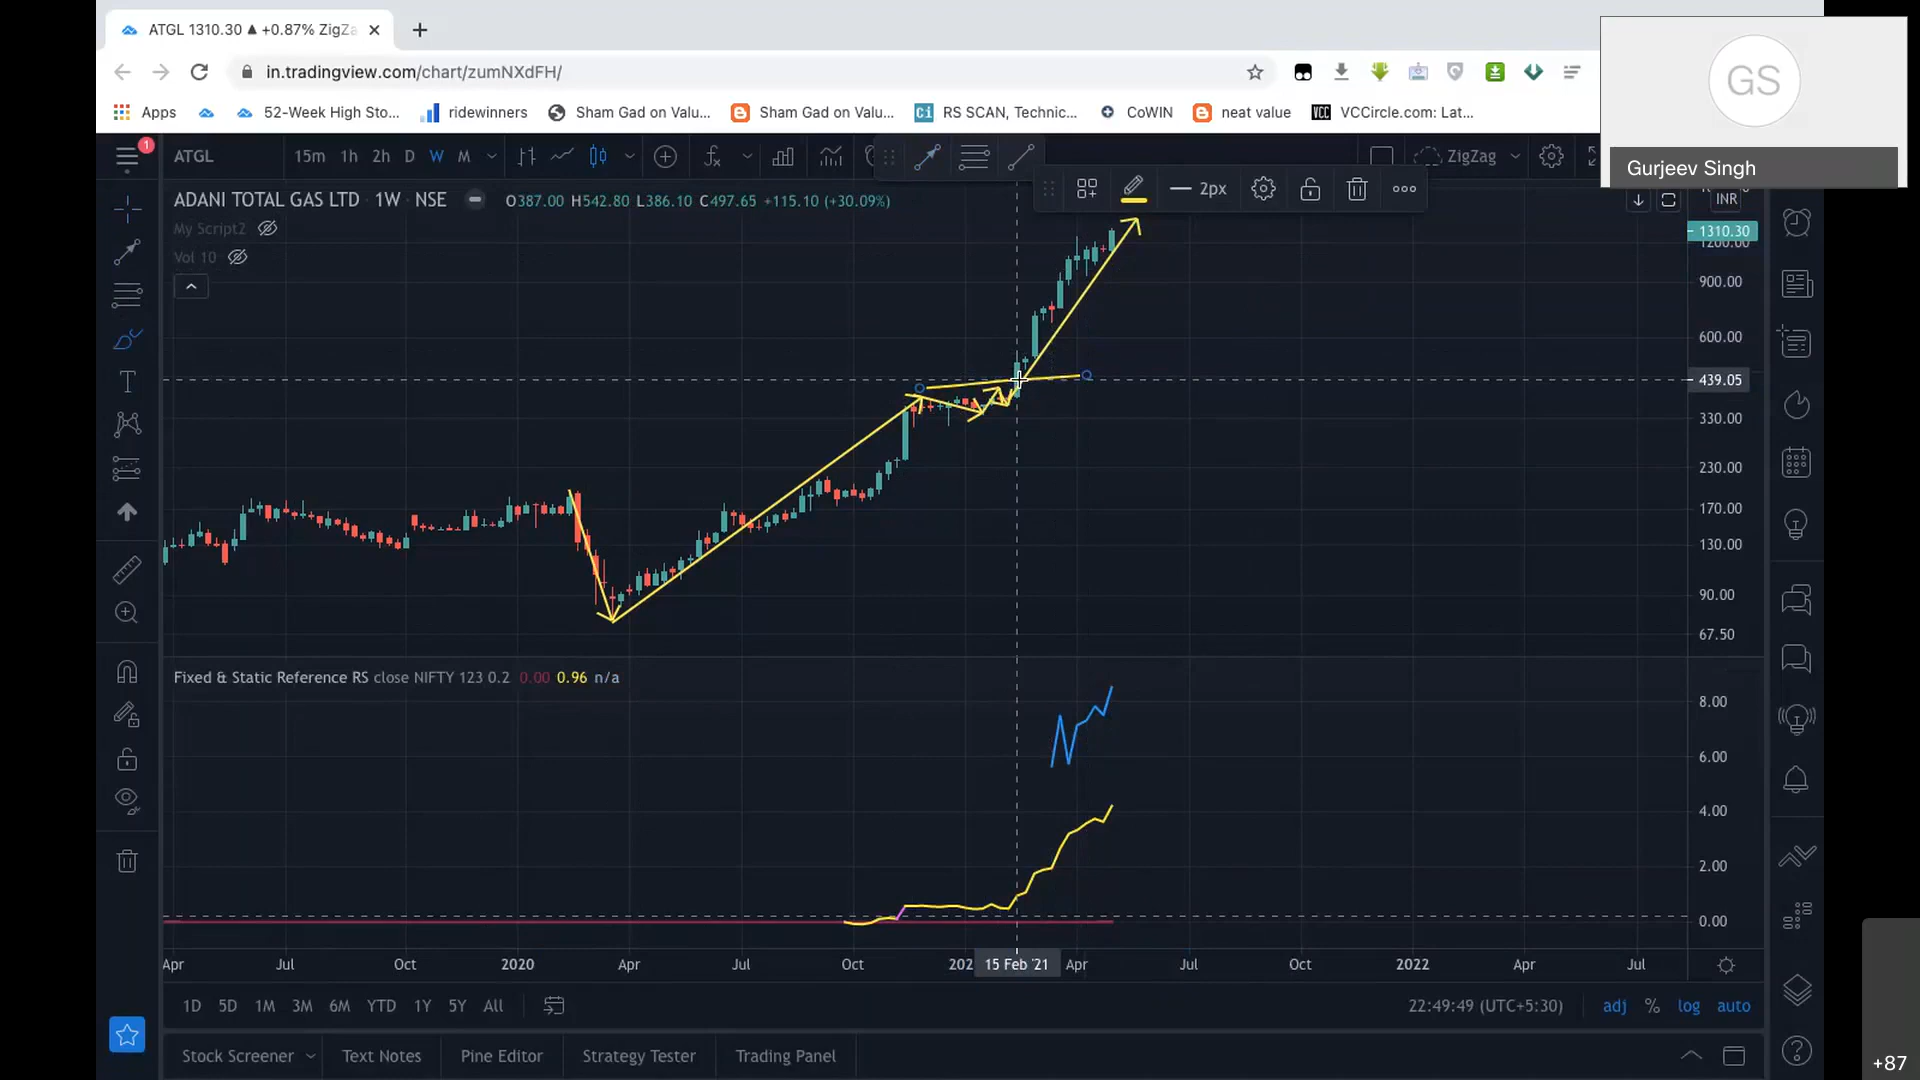 ATGL 1310.30 ▲ +0.87% ZigZa
in.tradingview.com/chart/zumNXdFH/
Apps 52-Week High Sto... ridewinners Sham Gad on Valu... Sham Gad on Valu... Ci RS SCAN, Technic... CoWIN neat value VCC VCCircle.com: Lat...
GS
Gurjeev Singh
1 ATGL 15m 1h 2h D W M ZigZag
2px
ADANI TOTAL GAS LTD · 1W · NSE O387.00 H542.80 L386.10 C497.65 +115.10 (+30.09%)
INR
My Script2
Vol 10
1310.30
1200.00
900.00
600.00
439.05
330.00
230.00
170.00
130.00
90.00
67.50
Fixed & Static Reference RS close NIFTY 123 0.2 0.00 0.96 n/a
8.00
6.00
4.00
2.00
0.00
Apr Jul Oct 2020 Apr Jul Oct 202 15 Feb '21 Apr Jul Oct 2022 Apr Jul
1D 5D 1M 3M 6M YTD 1Y 5Y All 22:49:49 (UTC+5:30) adj % log auto
Stock Screener Text Notes Pine Editor Strategy Tester Trading Panel
+87